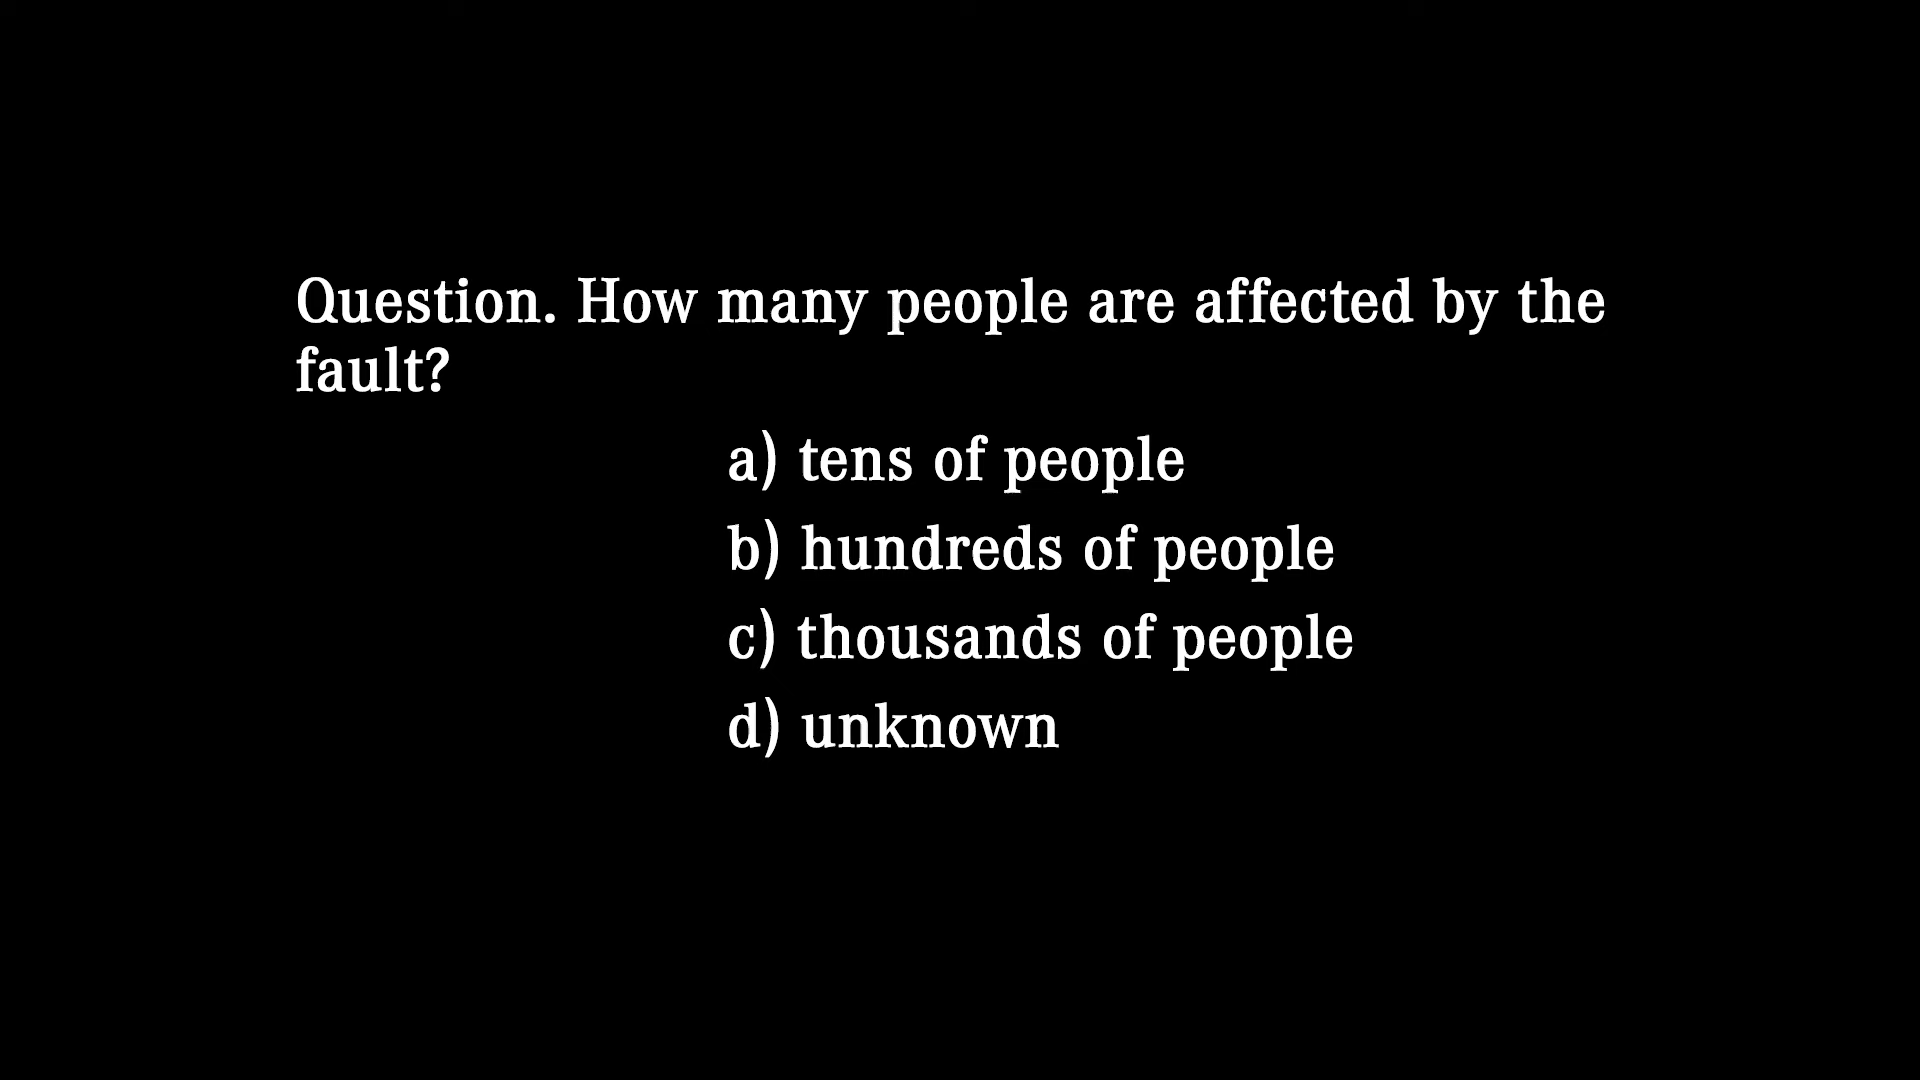 Question. How many people are affected by the
fault?
a) tens of people
b) hundreds of people
c) thousands of people
d) unknown